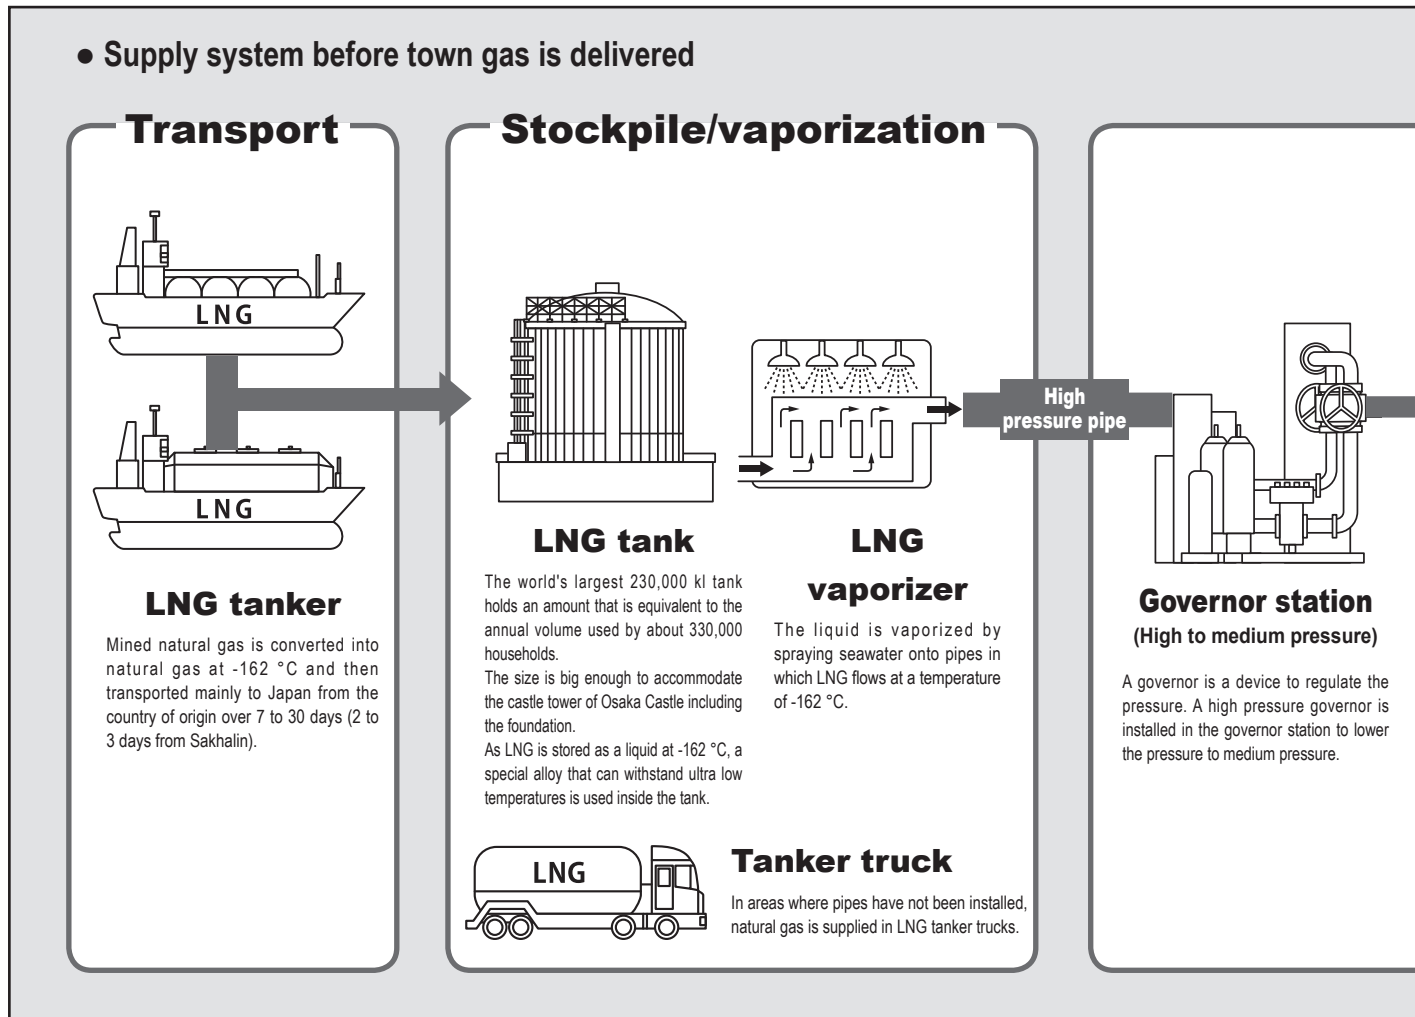 ● Supply system before town gas is delivered
Transport
LNG
LNG
LNG tanker
Mined natural gas is converted into
natural gas at -162 °C and then
transported mainly to Japan from the
country of origin over 7 to 30 days (2 to
3 days from Sakhalin).
Stockpile/vaporization
LNG tank
The world's largest 230,000 kl tank
holds an amount that is equivalent to the
annual volume used by about 330,000
households.
The size is big enough to accommodate
the castle tower of Osaka Castle including
the foundation.
As LNG is stored as a liquid at -162 °C, a
special alloy that can withstand ultra low
temperatures is used inside the tank.
LNG
vaporizer
The liquid is vaporized by
spraying seawater onto pipes in
which LNG flows at a temperature
of -162 °C.
LNG
Tanker truck
In areas where pipes have not been installed,
natural gas is supplied in LNG tanker trucks.
High
pressure pipe
Governor station
(High to medium pressure)
A governor is a device to regulate the
pressure. A high pressure governor is
installed in the governor station to lower
the pressure to medium pressure.